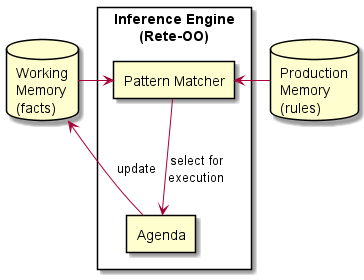 Inference Engine
(Rete-OO)
Working
Memory
(facts)
Pattern Matcher
Production
Memory
(rules)
update
select for
execution
Agenda